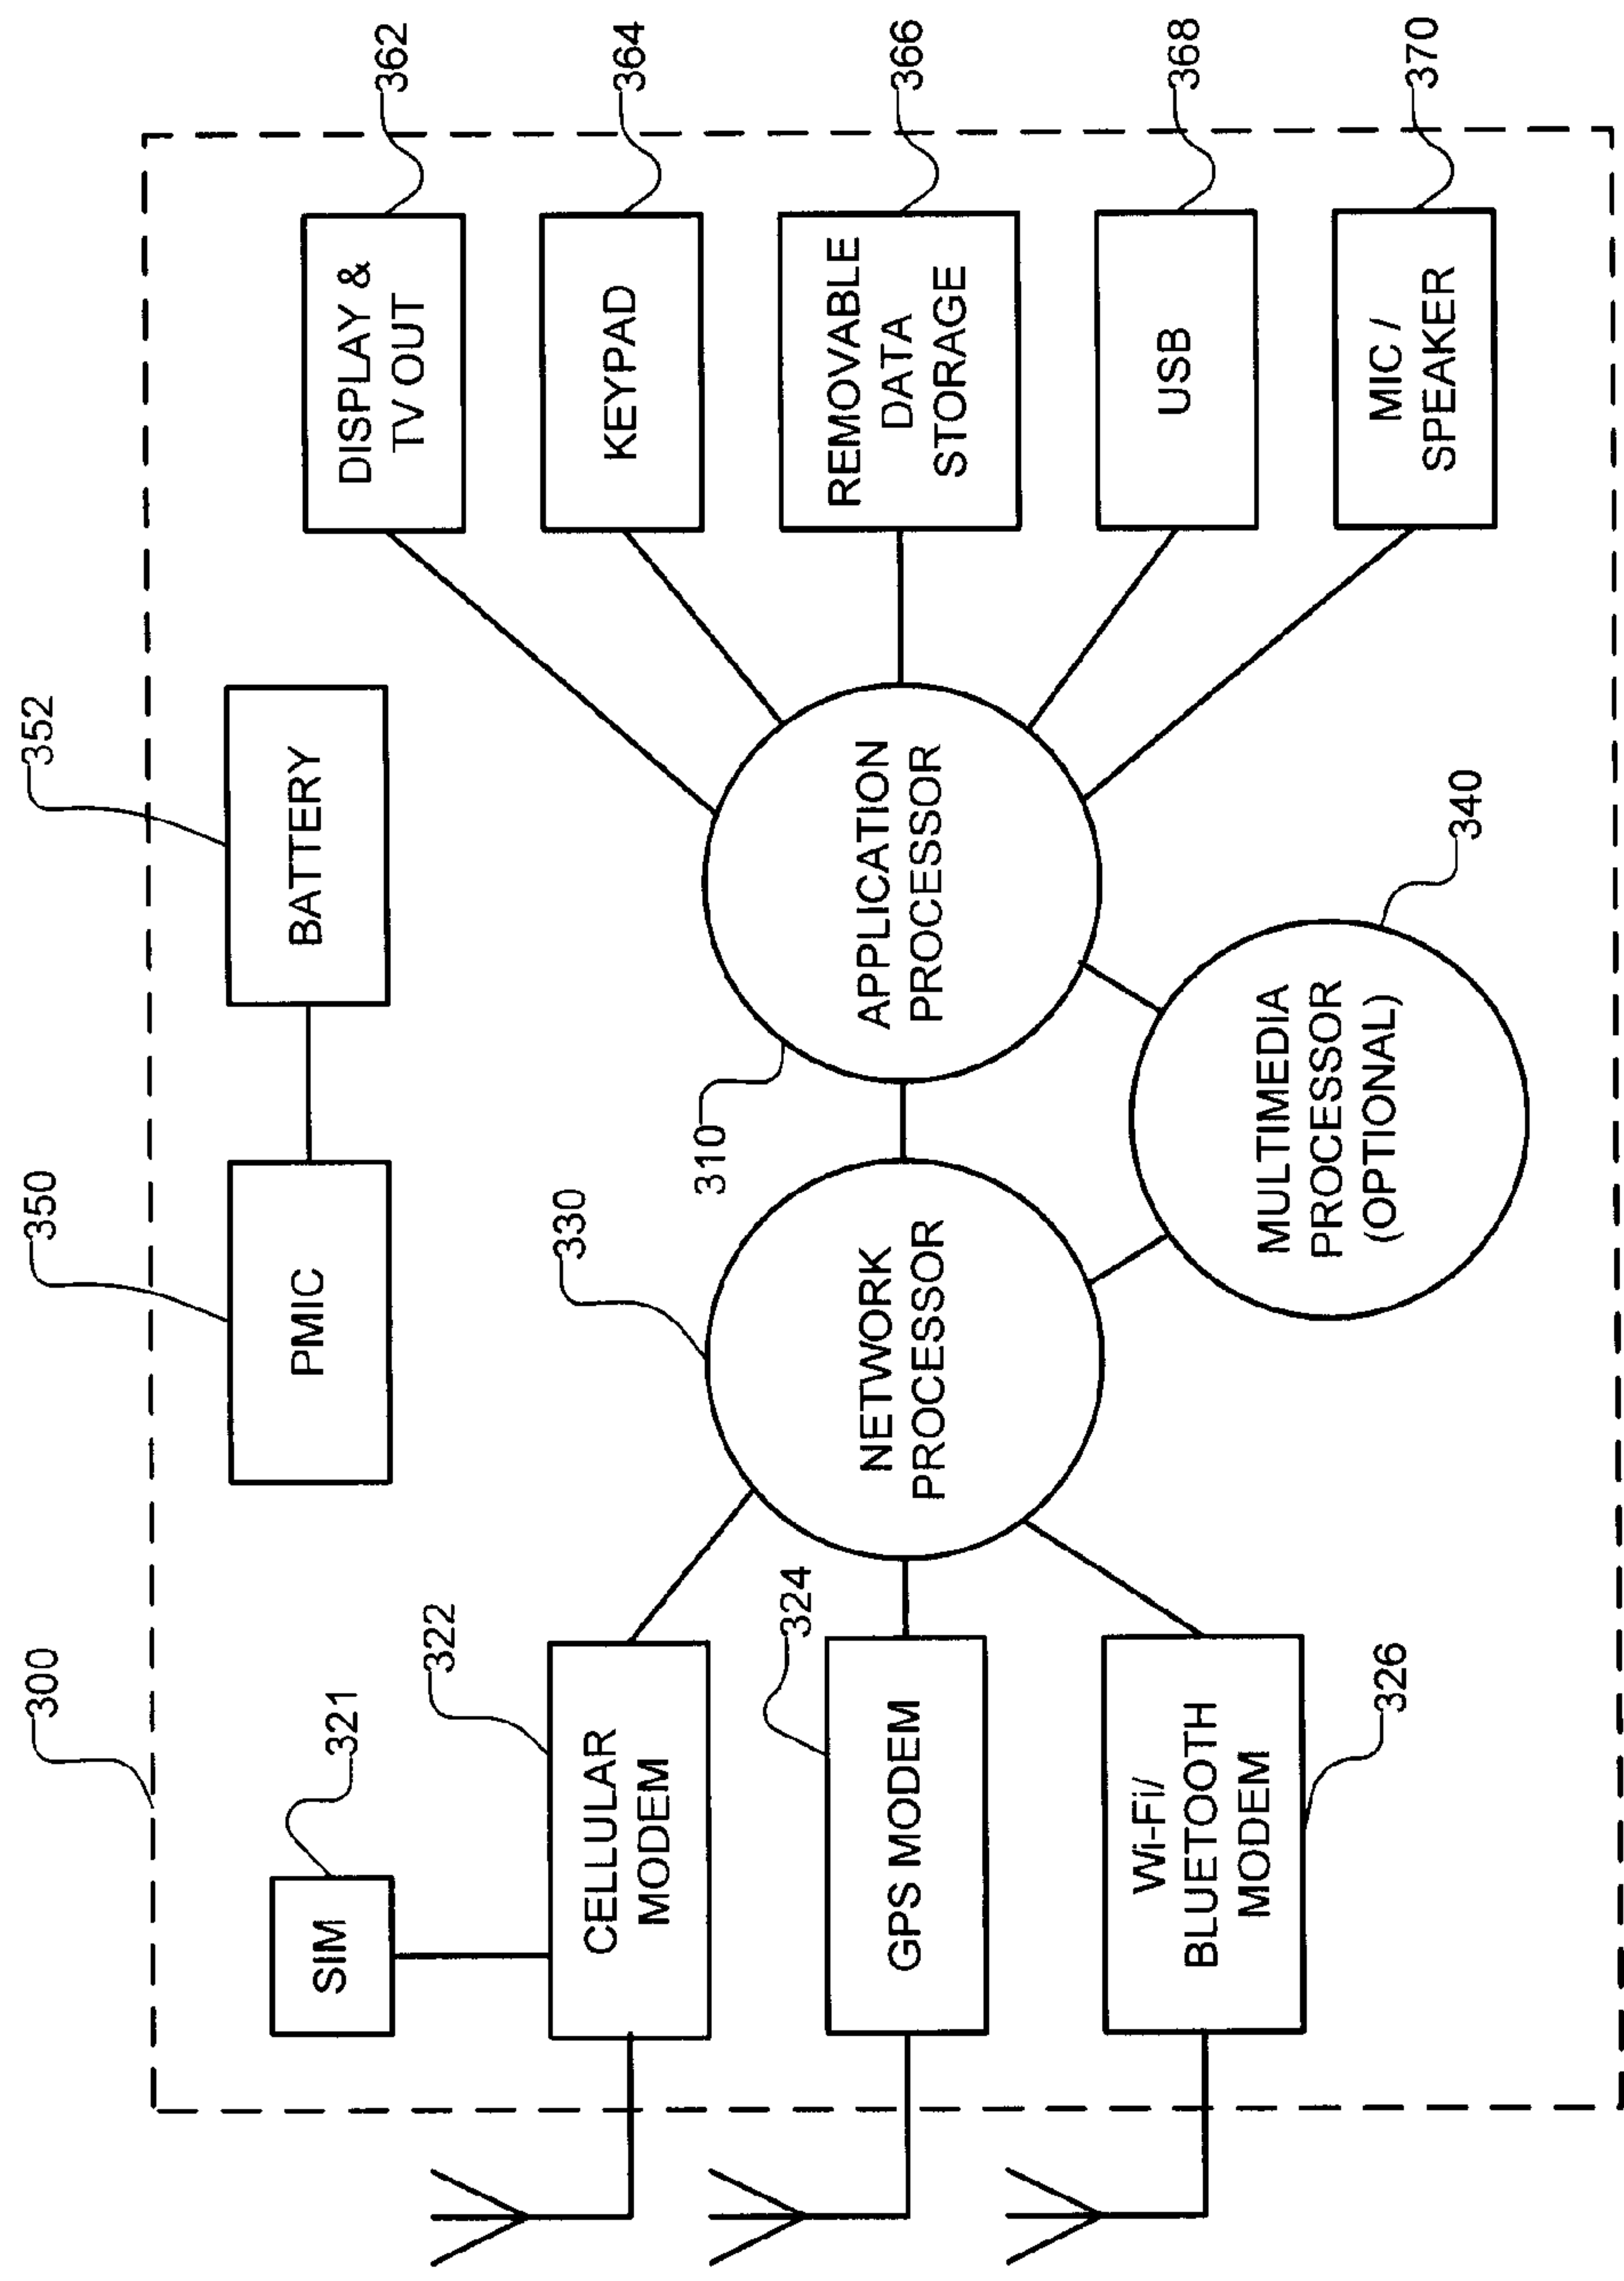 300
350
352
321
SIM
322
CELLULAR
MODEM
324
GPS MODEM
Wi-Fi/
BLUETOOTH
MODEM
326
PMIC
BATTERY
330
NETWORK
PROCESSOR
310
APPLICATION
PROCESSOR
MULTIMEDIA
PROCESSOR
(OPTIONAL)
340
DISPLAY &
TV OUT
362
KEYPAD
364
REMOVABLE
DATA
STORAGE
366
USB
368
MIC /
SPEAKER
370